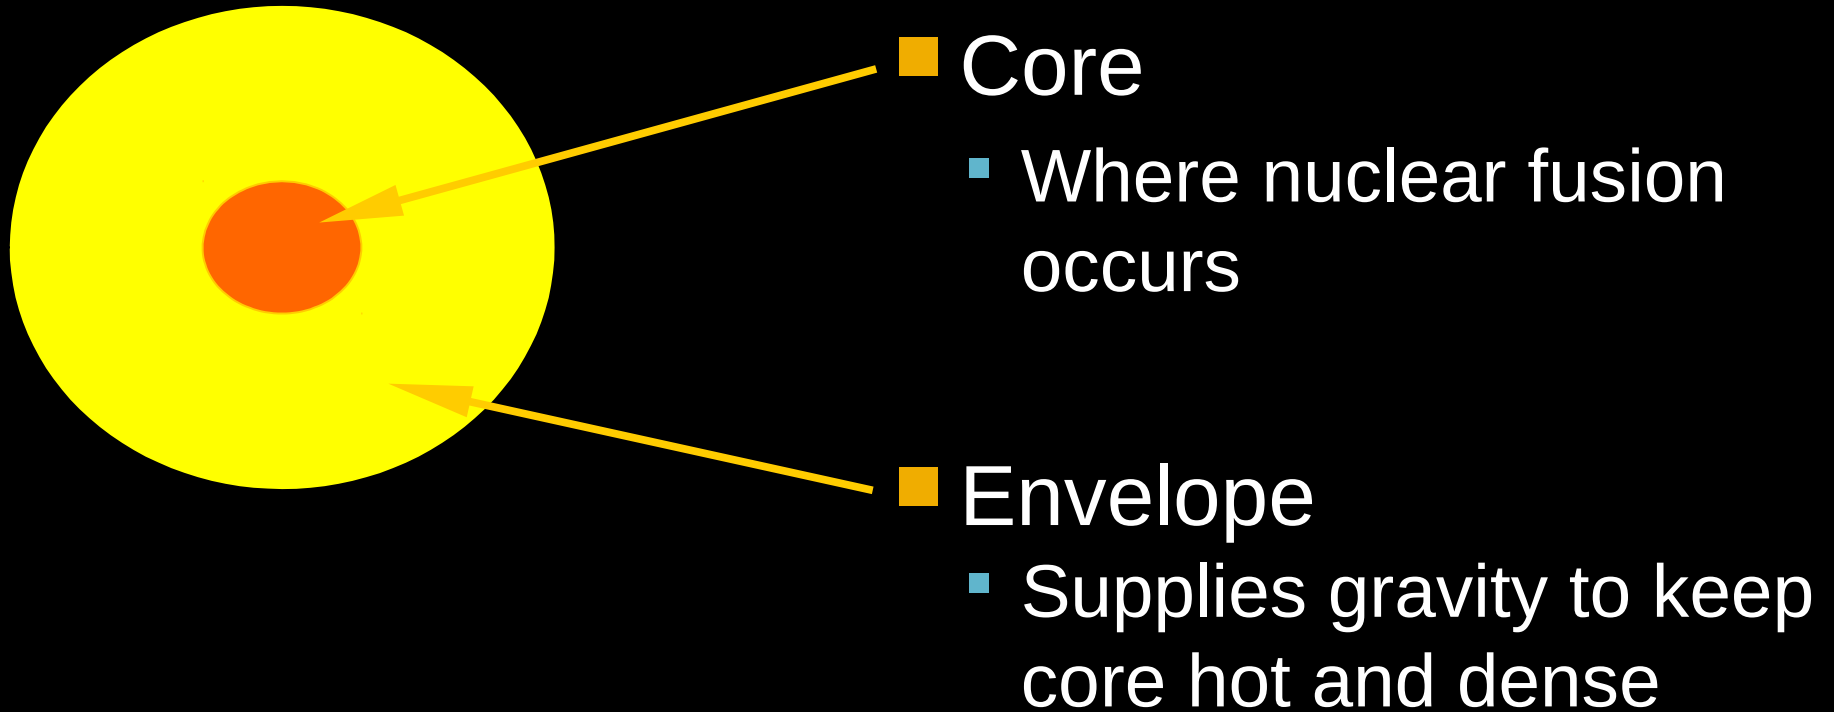 Core
Where nuclear fusion
occurs
Envelope
Supplies gravity to keep
core hot and dense